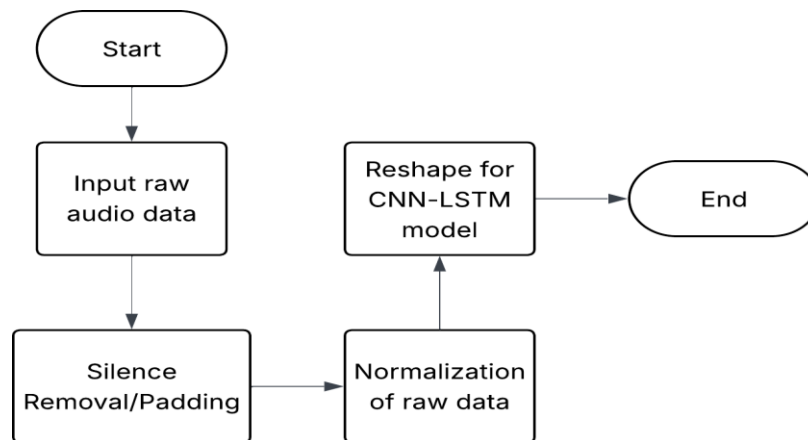 Start
Input raw
audio data
Silence
Removal/Padding
Normalization
of raw data
Reshape for
CNN-LSTM
model
End